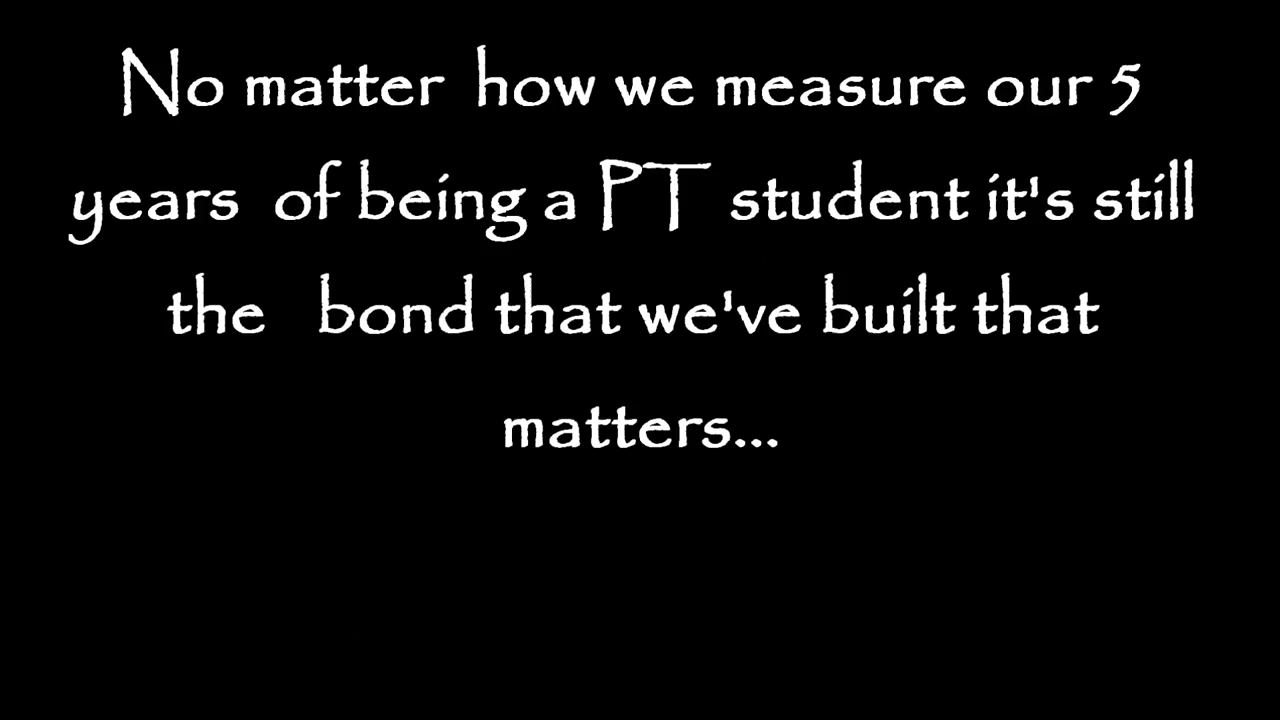 No matter how we measure our 5
years of being a PT student it's still
the bond that we've built that
matters...